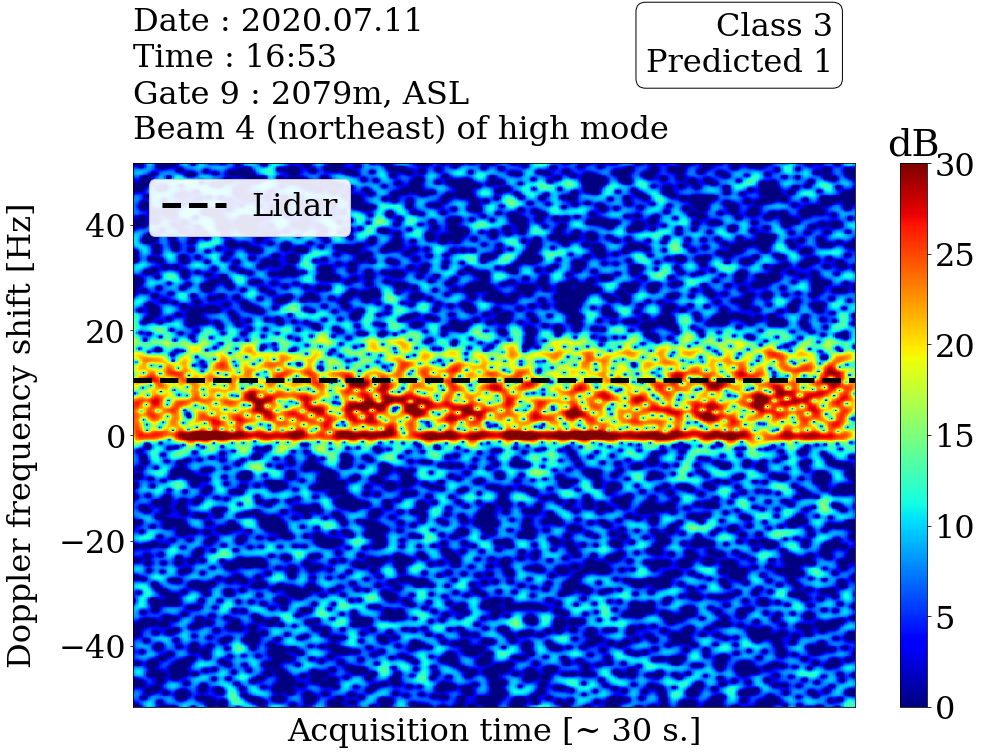 Date : 2020.07.11
Time : 16:53
Gate 9 : 2079m, ASL
Beam 4 (northeast) of high mode
Class 3
Predicted 1
dB
Lidar
Doppler frequency shift [Hz]
40
20
0
−20
−40
30
25
20
15
10
5
0
Acquisition time [~ 30 s.]